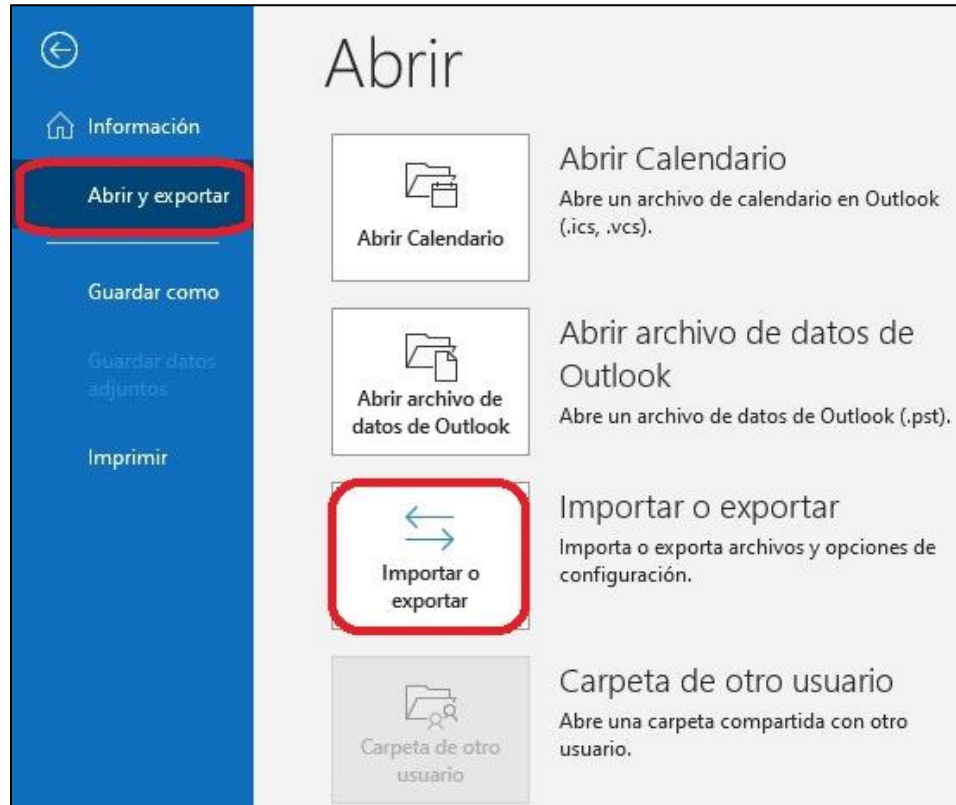 Abrir
Información
Abrir y exportar
Guardar como
Guardar datos
adjuntos
Imprimir
Abrir Calendario
Abrir Calendario
Abre un archivo de calendario en Outlook
(.ics, .vcs).
Abrir archivo de
datos de Outlook
Abrir archivo de datos de
Outlook
Abre un archivo de datos de Outlook (.pst).
Importar o
exportar
Importar o exportar
Importa o exporta archivos y opciones de
configuración.
Carpeta de otro
usuario
Carpeta de otro usuario
Abre una carpeta compartida con otro
usuario.